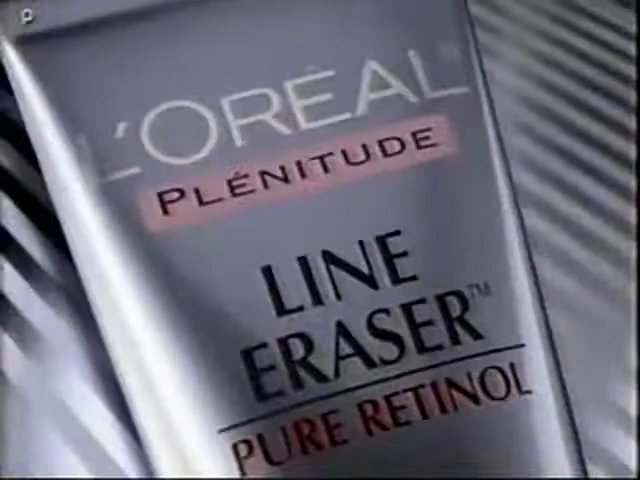 P
L'ORÉAL
PLÉNITUDE
LINE
ERASER™
PURE RETINOL